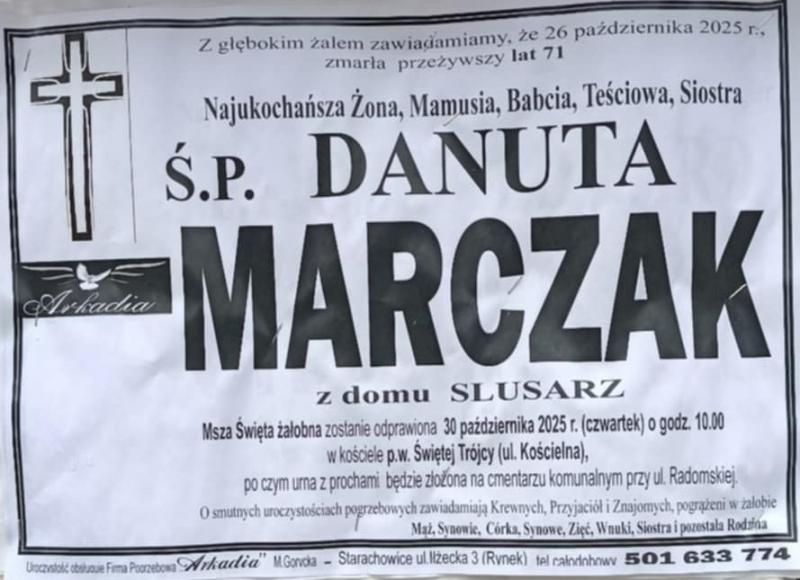 Z głębokim żalem zawiadamiamy, że 26 października 2025 r.,
zmarła przeżywszy lat 71
Najukochańsza Żona, Mamusia, Babcia, Teściowa, Siostra
Ś.P. DANUTA
MARCZAK
Arkadia
z domu SLUSARZ
Msza Święta żałobna zostanie odprawiona 30 października 2025 r. (czwartek) o godz. 10.00
w kościele p.w. Świętej Trójcy (ul. Kościelna),
po czym urna z prochami będzie złożona na cmentarzu komunalnym przy ul. Radomskiej.
O smutnych uroczystościach pogrzebowych zawiadamiają Krewnych, Przyjaciół i Znajomych, pogrążeni w żałobie
Mąż, Synowie, Córka, Synowe, Zięć, Wnuki, Siostra i pozostała Rodzina
Uroczystość obsługuje Firma Pogrzebowa "Arkadia" M.Gorycka – Starachowice ul.Iłżecka 3 (Rynek) tel.całodobowy 501 633 774